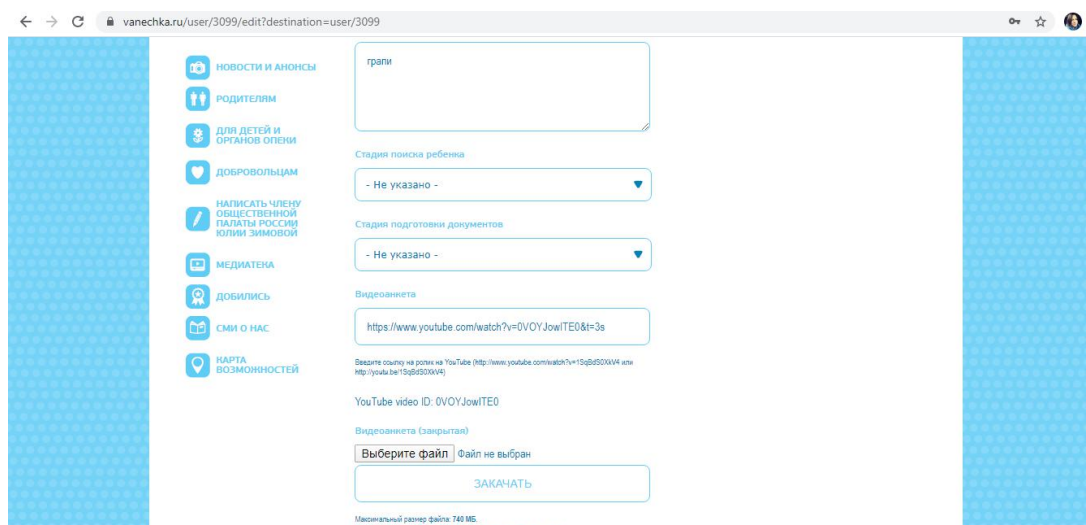 vanechka.ru/user/3099/edit?destination=user/3099
НОВОСТИ И АНОНСЫ
РОДИТЕЛЯМ
ДЛЯ ДЕТЕЙ И
ОРГАНОВ ОПЕКИ
ДОБРОВОЛЬЦАМ
НАПИСАТЬ ЧЛЕНУ
ОБЩЕСТВЕННОЙ
ПАЛАТЫ РОССИИ
ЮЛИИ ЗИМОВОЙ
МЕДИАТЕКА
ДОБИЛИСЬ
СМИ О НАС
КАРТА
ВОЗМОЖНОСТЕЙ
грапи
Стадия поиска ребенка
- Не указано -
Стадия подготовки документов
- Не указано -
Видеоанкета
https://www.youtube.com/watch?v=0VOYJowITE0&t=3s
Введите ссылку на ролик на YouTube (http://www.youtube.com/watch?v=1SqBdS0XkV4 или
http://youtu.be/1SqBdS0XkV4)
YouTube video ID: 0VOYJowITE0
Видеоанкета (закрытая)
Выберите файл Файл не выбран
ЗАКАЧАТЬ
Максимальный размер файла: 740 МБ.